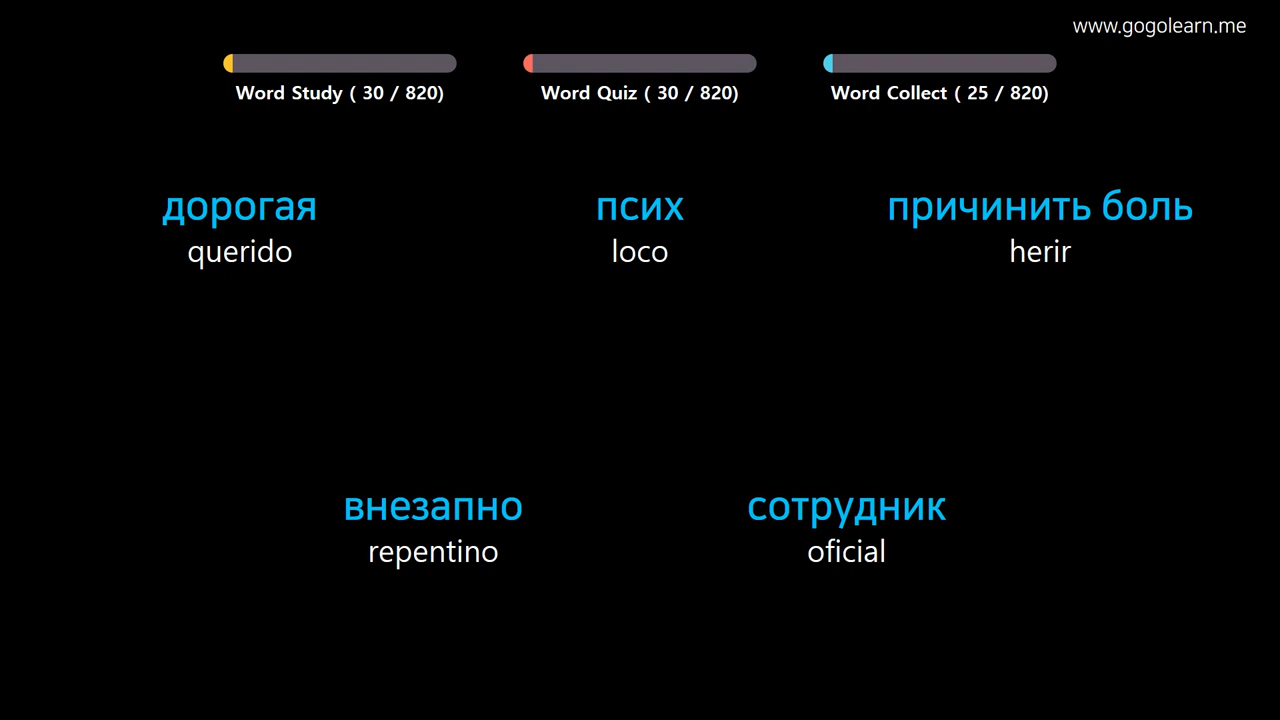 www.gogolearn.me
Word Study ( 30 / 820)
Word Quiz ( 30 / 820)
Word Collect ( 25 / 820)
дорогая
querido
псих
loco
причинить боль
herir
внезапно
repentino
сотрудник
oficial